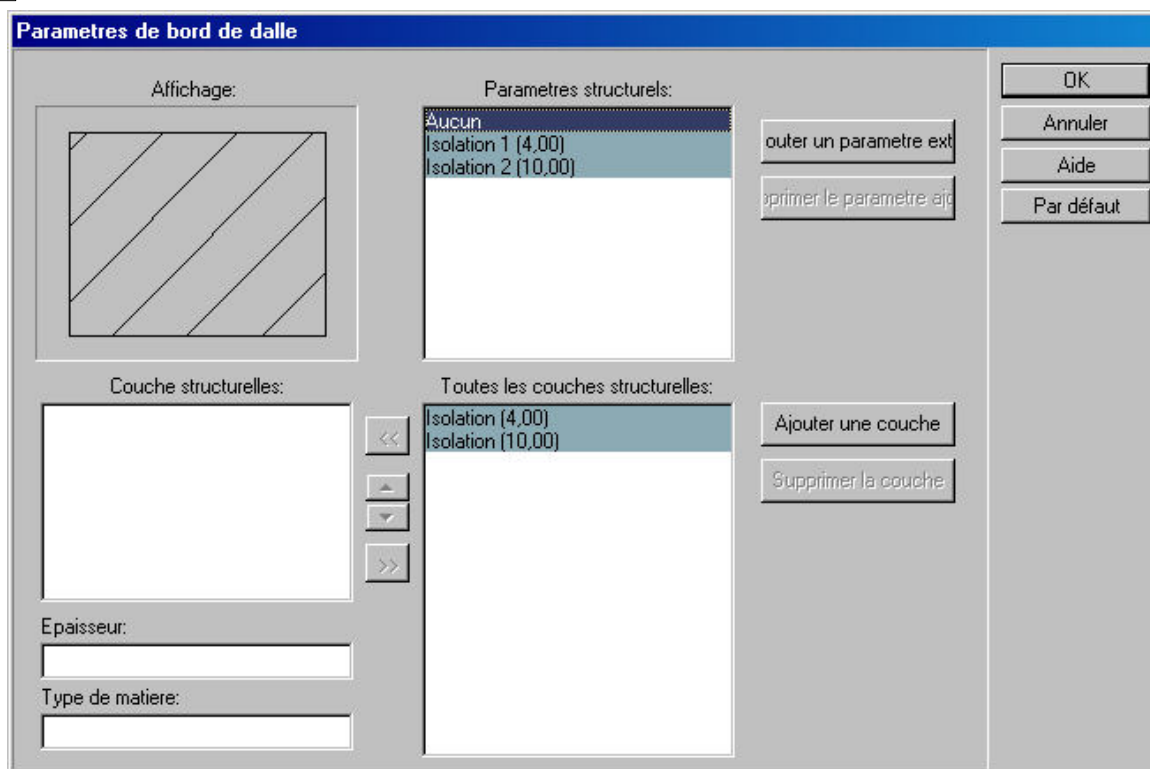 Parametres de bord de dalle
Affichage:
Parametres structurels:
Aucun
Isolation 1 (4,00)
Isolation 2 (10,00)
outer un parametre ext
pprimer le parametre ajo
OK
Annuler
Aide
Par défaut
Couche structurelles:
<<
>>
Toutes les couches structurelles:
Isolation (4,00)
Isolation (10,00)
Ajouter une couche
Supprimer la couche
Epaisseur:
Type de matiere: